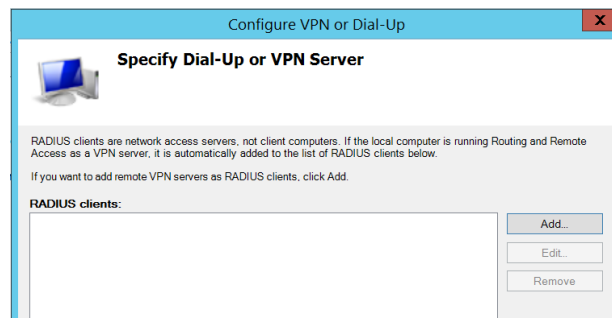 Configure VPN or Dial-Up
X
Specify Dial-Up or VPN Server
RADIUS clients are network access servers, not client computers. If the local computer is running Routing and Remote
Access as a VPN server, it is automatically added to the list of RADIUS clients below.
If you want to add remote VPN servers as RADIUS clients, click Add.
RADIUS clients:
Add...
Edit...
Remove